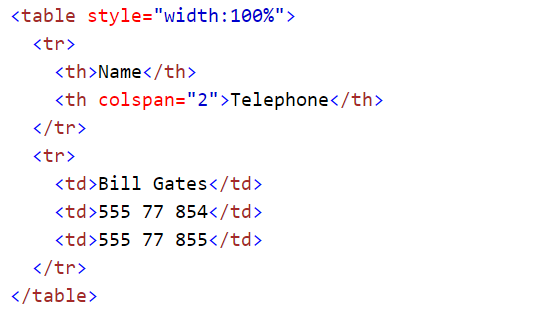 <table style="width:100%">
  <tr>
    <th>Name</th>
    <th colspan="2">Telephone</th>
  </tr>
  <tr>
    <td>Bill Gates</td>
    <td>555 77 854</td>
    <td>555 77 855</td>
  </tr>
</table>